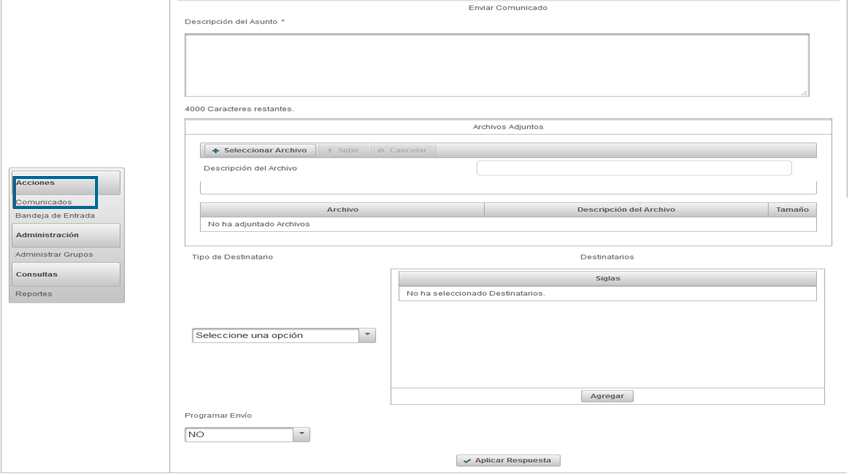 Enviar Comunicado
Descripción del Asunto *
4000 Caracteres restantes.
Archivos Adjuntos
Seleccionar Archivo Subir Cancelar
Descripción del Archivo
Archivo Descripción del Archivo Tamaño
No ha adjuntado Archivos
Acciones
Comunicados
Bandeja de Entrada
Administración
Administrar Grupos
Consultas
Reportes
Tipo de Destinatario Destinatarios
Siglas
No ha seleccionado Destinatarios.
Seleccione una opción
Agregar
Programar Envío
NO
Aplicar Respuesta